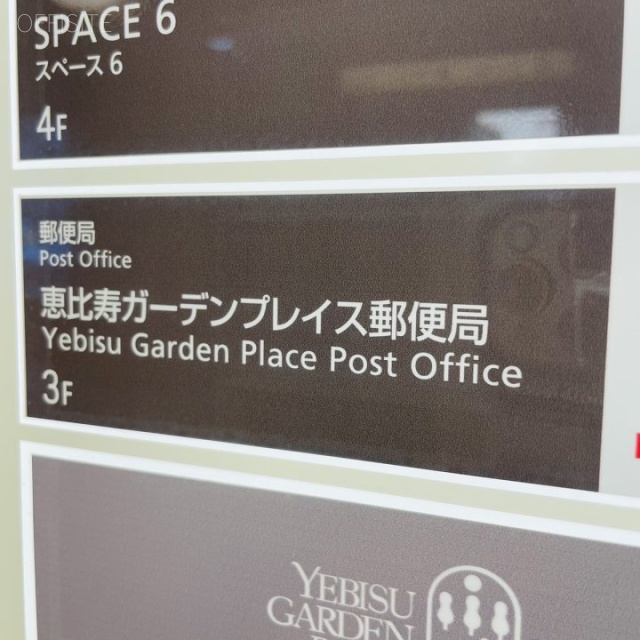 OFFISITE
SPACE 6
スペース 6
4F
郵便局
Post Office
恵比寿ガーデンプレイス郵便局
Yebisu Garden Place Post Office
3F
YEBISU
GARDEN